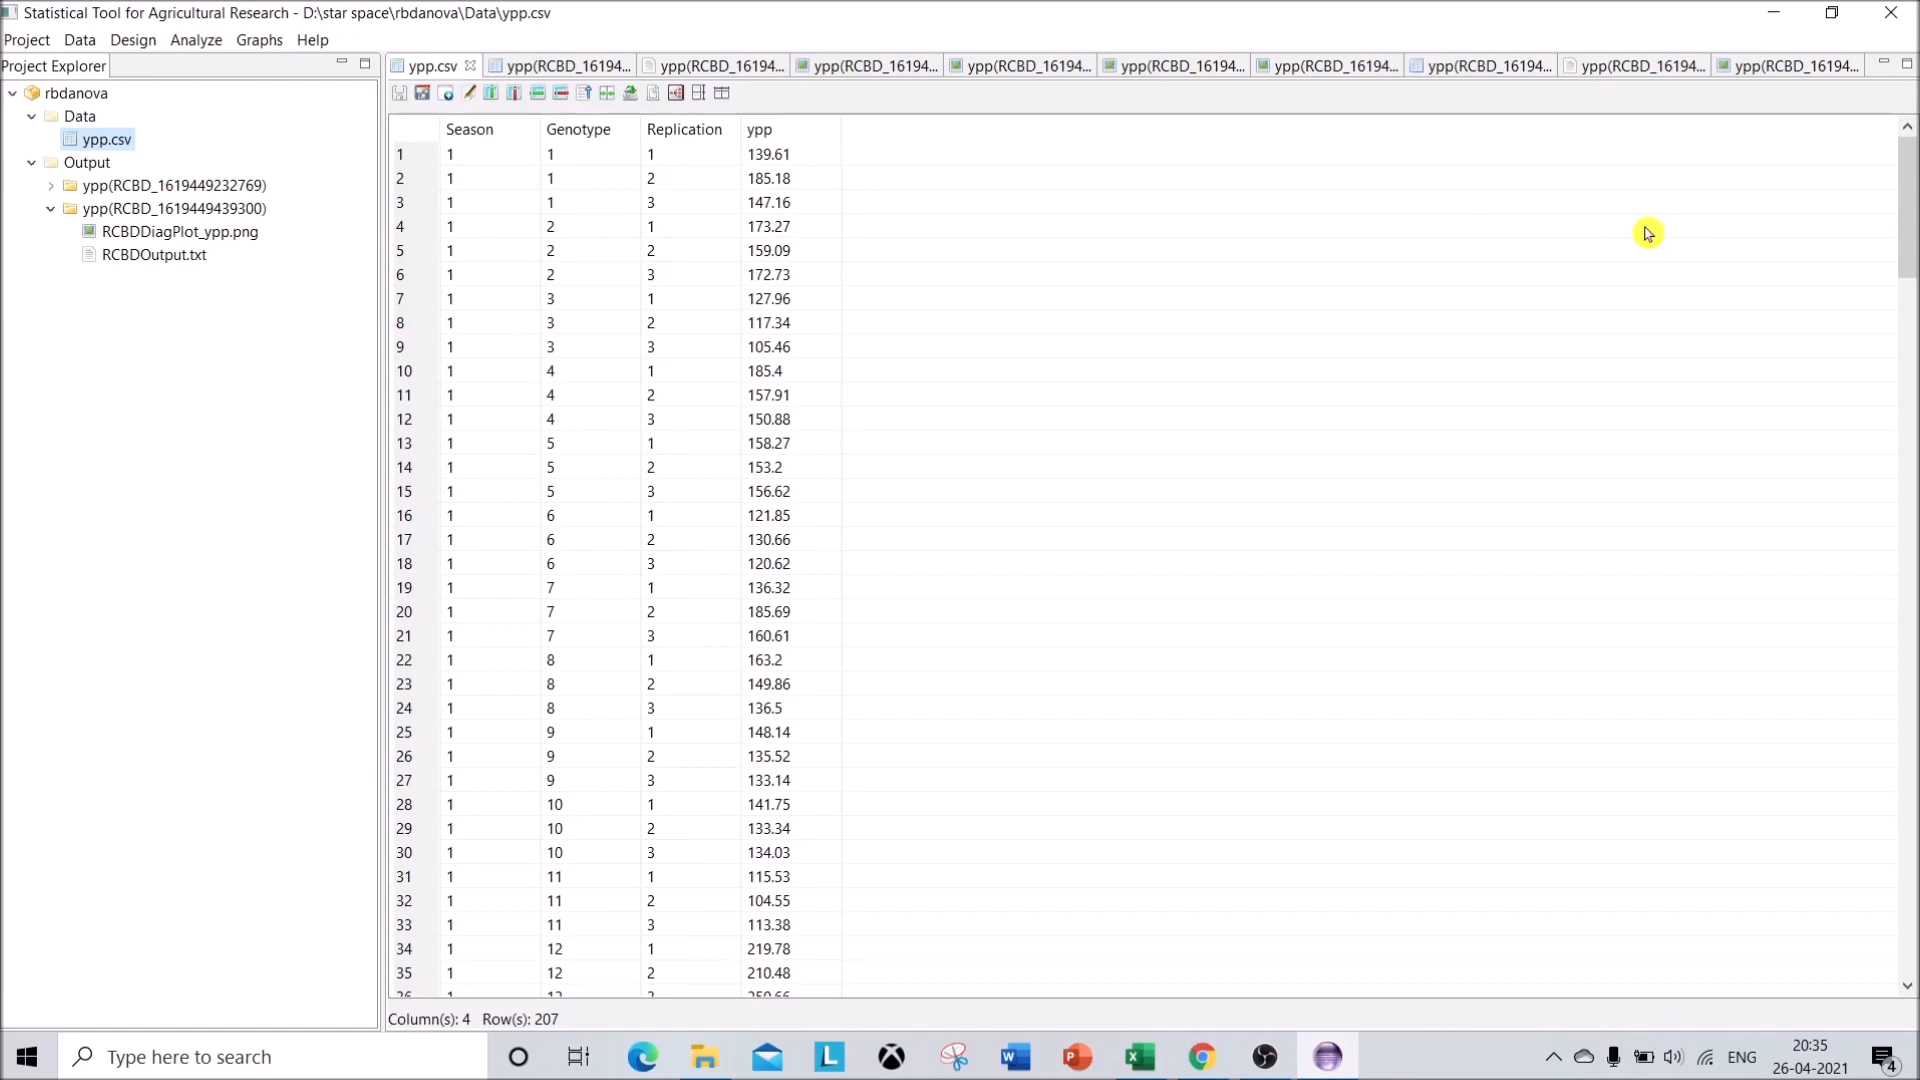 Statistical Tool for Agricultural Research - D:\star space\rbdanova\Data\ypp.csv
Project Data Design Analyze Graphs Help
Project Explorer
rbdanova
Data
ypp.csv
Output
ypp(RCBD_1619449232769)
ypp(RCBD_1619449439300)
RCBDDiagPlot_ypp.png
RCBDOutput.txt
ypp.csv ypp(RCBD_16194... ypp(RCBD_16194... ypp(RCBD_16194... ypp(RCBD_16194... ypp(RCBD_16194... ypp(RCBD_16194... ypp(RCBD_16194... ypp(RCBD_16194... ypp(RCBD_16194...
Season Genotype Replication ypp
1 1 1 1 139.61
2 1 1 2 185.18
3 1 1 3 147.16
4 1 2 1 173.27
5 1 2 2 159.09
6 1 2 3 172.73
7 1 3 1 127.96
8 1 3 2 117.34
9 1 3 3 105.46
10 1 4 1 185.4
11 1 4 2 157.91
12 1 4 3 150.88
13 1 5 1 158.27
14 1 5 2 153.2
15 1 5 3 156.62
16 1 6 1 121.85
17 1 6 2 130.66
18 1 6 3 120.62
19 1 7 1 136.32
20 1 7 2 185.69
21 1 7 3 160.61
22 1 8 1 163.2
23 1 8 2 149.86
24 1 8 3 136.5
25 1 9 1 148.14
26 1 9 2 135.52
27 1 9 3 133.14
28 1 10 1 141.75
29 1 10 2 133.34
30 1 10 3 134.03
31 1 11 1 115.53
32 1 11 2 104.55
33 1 11 3 113.38
34 1 12 1 219.78
35 1 12 2 210.48
Column(s): 4 Row(s): 207
Type here to search
ENG
20:35
26-04-2021
4